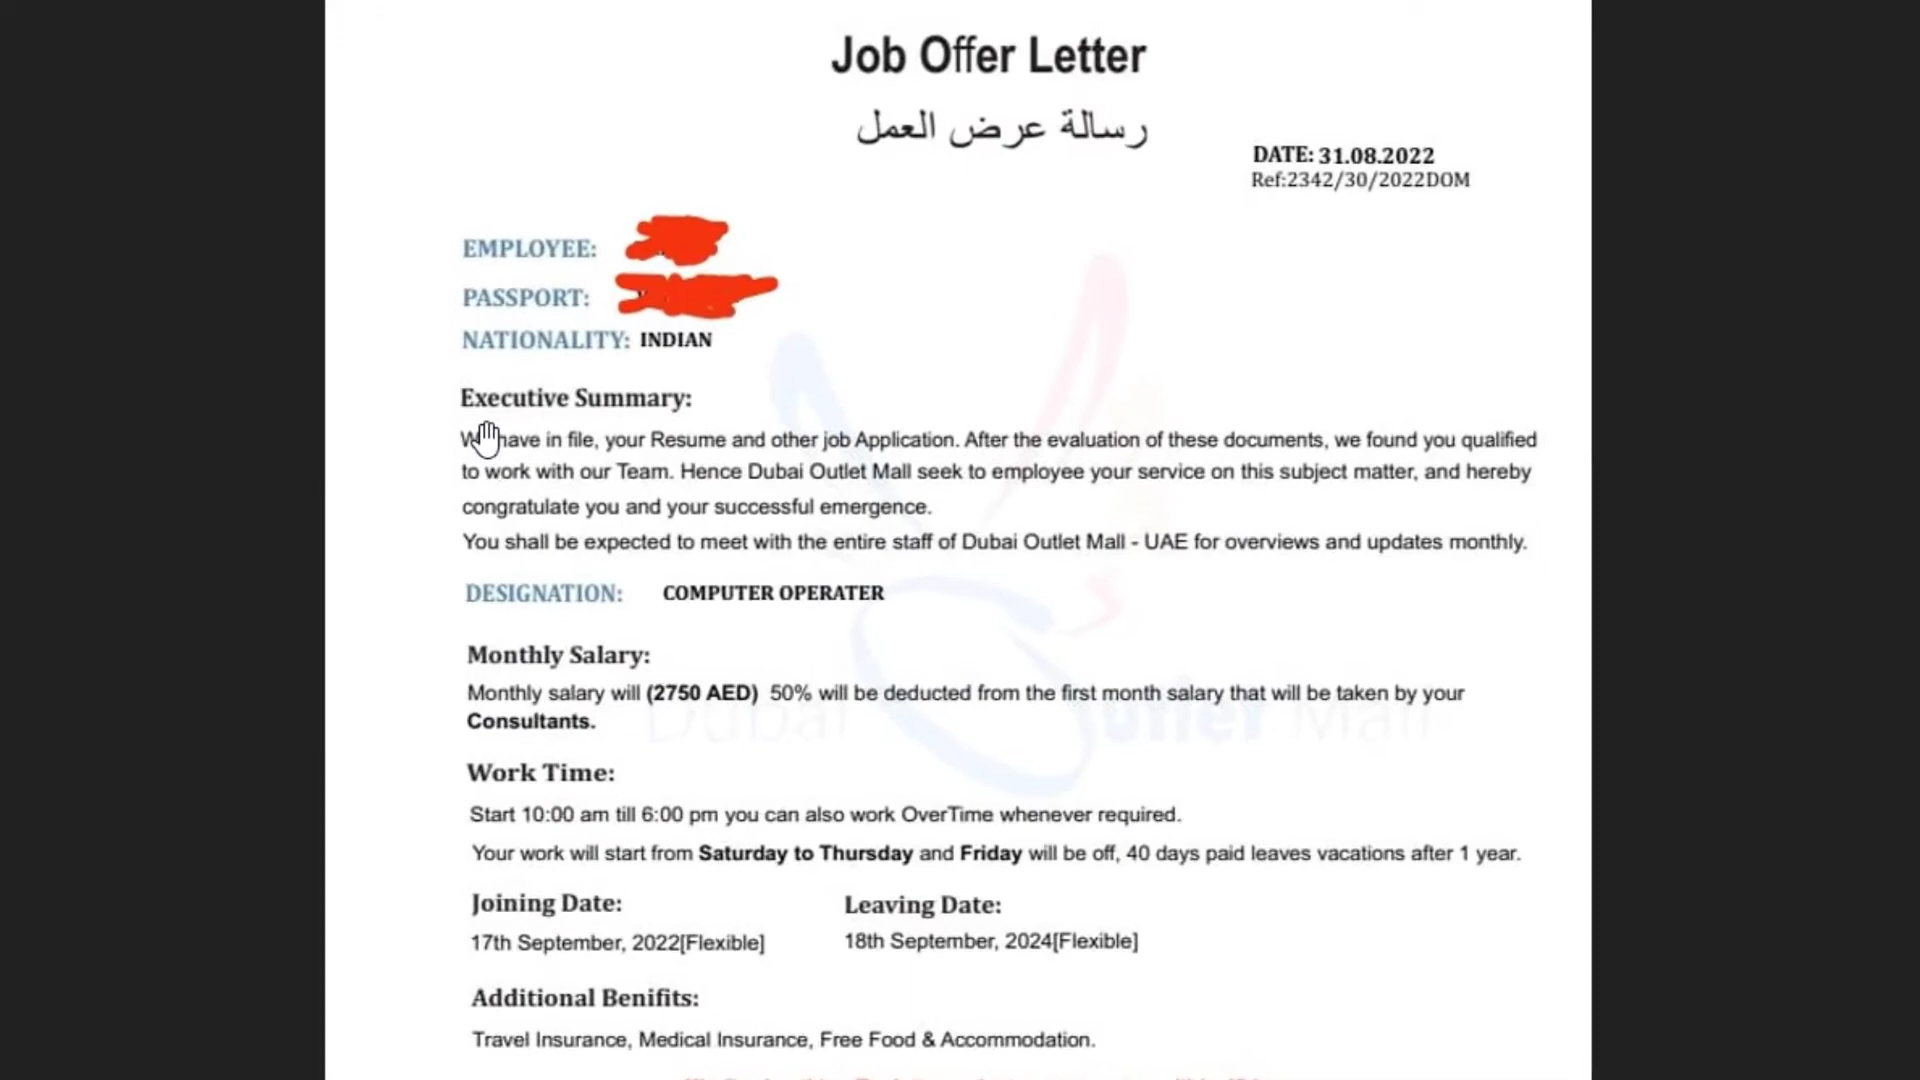 Job Offer Letter
رسالة عرض العمل
DATE: 31.08.2022
Ref:2342/30/2022DOM
EMPLOYEE:
PASSPORT:
NATIONALITY: INDIAN
Executive Summary:
We have in file, your Resume and other job Application. After the evaluation of these documents, we found you qualified
to work with our Team. Hence Dubai Outlet Mall seek to employee your service on this subject matter, and hereby
congratulate you and your successful emergence.
You shall be expected to meet with the entire staff of Dubai Outlet Mall - UAE for overviews and updates monthly.
DESIGNATION: COMPUTER OPERATER
Monthly Salary:
Monthly salary will (2750 AED) 50% will be deducted from the first month salary that will be taken by your
Consultants.
Dubai Outlet Mall
Work Time:
Start 10:00 am till 6:00 pm you can also work OverTime whenever required.
Your work will start from Saturday to Thursday and Friday will be off, 40 days paid leaves vacations after 1 year.
Joining Date: Leaving Date:
17th September, 2022[Flexible] 18th September, 2024[Flexible]
Additional Benifits:
Travel Insurance, Medical Insurance, Free Food & Accommodation.